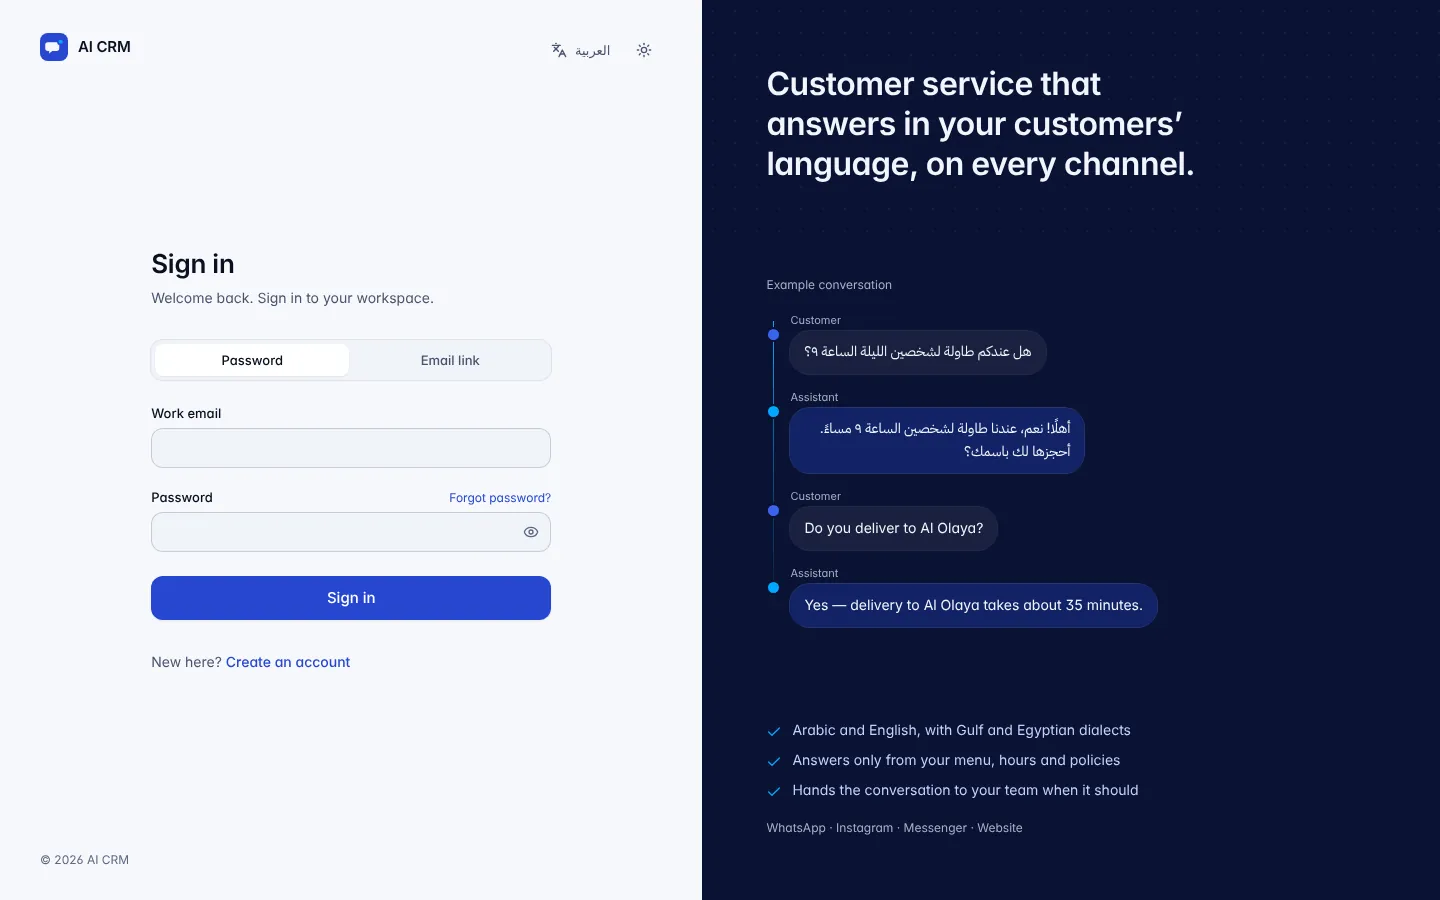 AI CRM
العربية
Sign in
Welcome back. Sign in to your workspace.
Password
Email link
Work email
Password
Forgot password?
Sign in
New here? Create an account
© 2026 AI CRM
Customer service that
answers in your customers’
language, on every channel.
Example conversation
Customer
هل عندكم طاولة لشخصين الليلة الساعة ٩؟
Assistant
أهلًا! نعم، عندنا طاولة لشخصين الساعة ٩ مساءً.
أحجزها لك باسمك؟
Customer
Do you deliver to Al Olaya?
Assistant
Yes — delivery to Al Olaya takes about 35 minutes.
Arabic and English, with Gulf and Egyptian dialects
Answers only from your menu, hours and policies
Hands the conversation to your team when it should
WhatsApp · Instagram · Messenger · Website